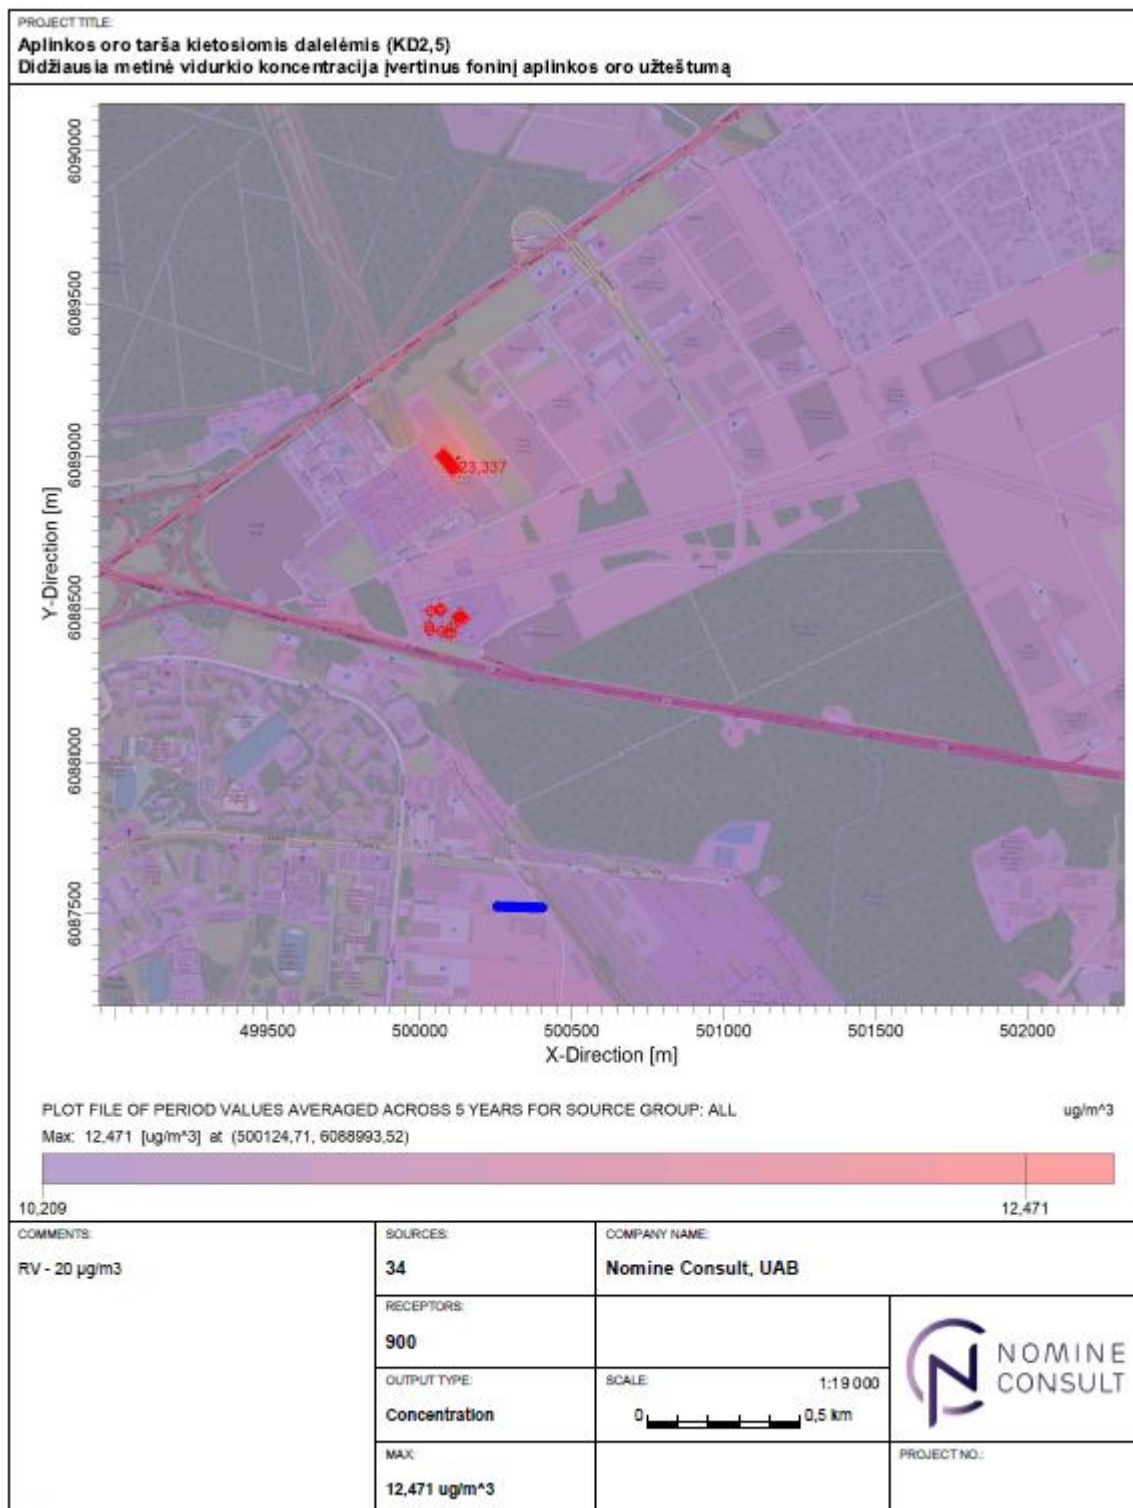 PROJECT TITLE:
Aplinkos oro tarša kietosiomis dalelėmis (KD2,5)
Didžiausia metinė vidurkio koncentracija įvertinus foninį aplinkos oro užteštumą
6090000
6089500
6089000
6088500
6088000
6087500
Y-Direction [m]
23,337
499500 500000 500500 501000 501500 502000
X-Direction [m]
PLOT FILE OF PERIOD VALUES AVERAGED ACROSS 5 YEARS FOR SOURCE GROUP: ALL ug/m^3
Max: 12,471 [ug/m^3] at (500124,71, 6088993,52)
10,209 12,471
COMMENTS:
RV - 20 µg/m3
SOURCES:
34
COMPANY NAME:
Nomine Consult, UAB
RECEPTORS:
900
OUTPUT TYPE:
Concentration
SCALE: 1:19 000
0 0,5 km
NOMINE
CONSULT
MAX:
12,471 ug/m^3
PROJECT NO.: